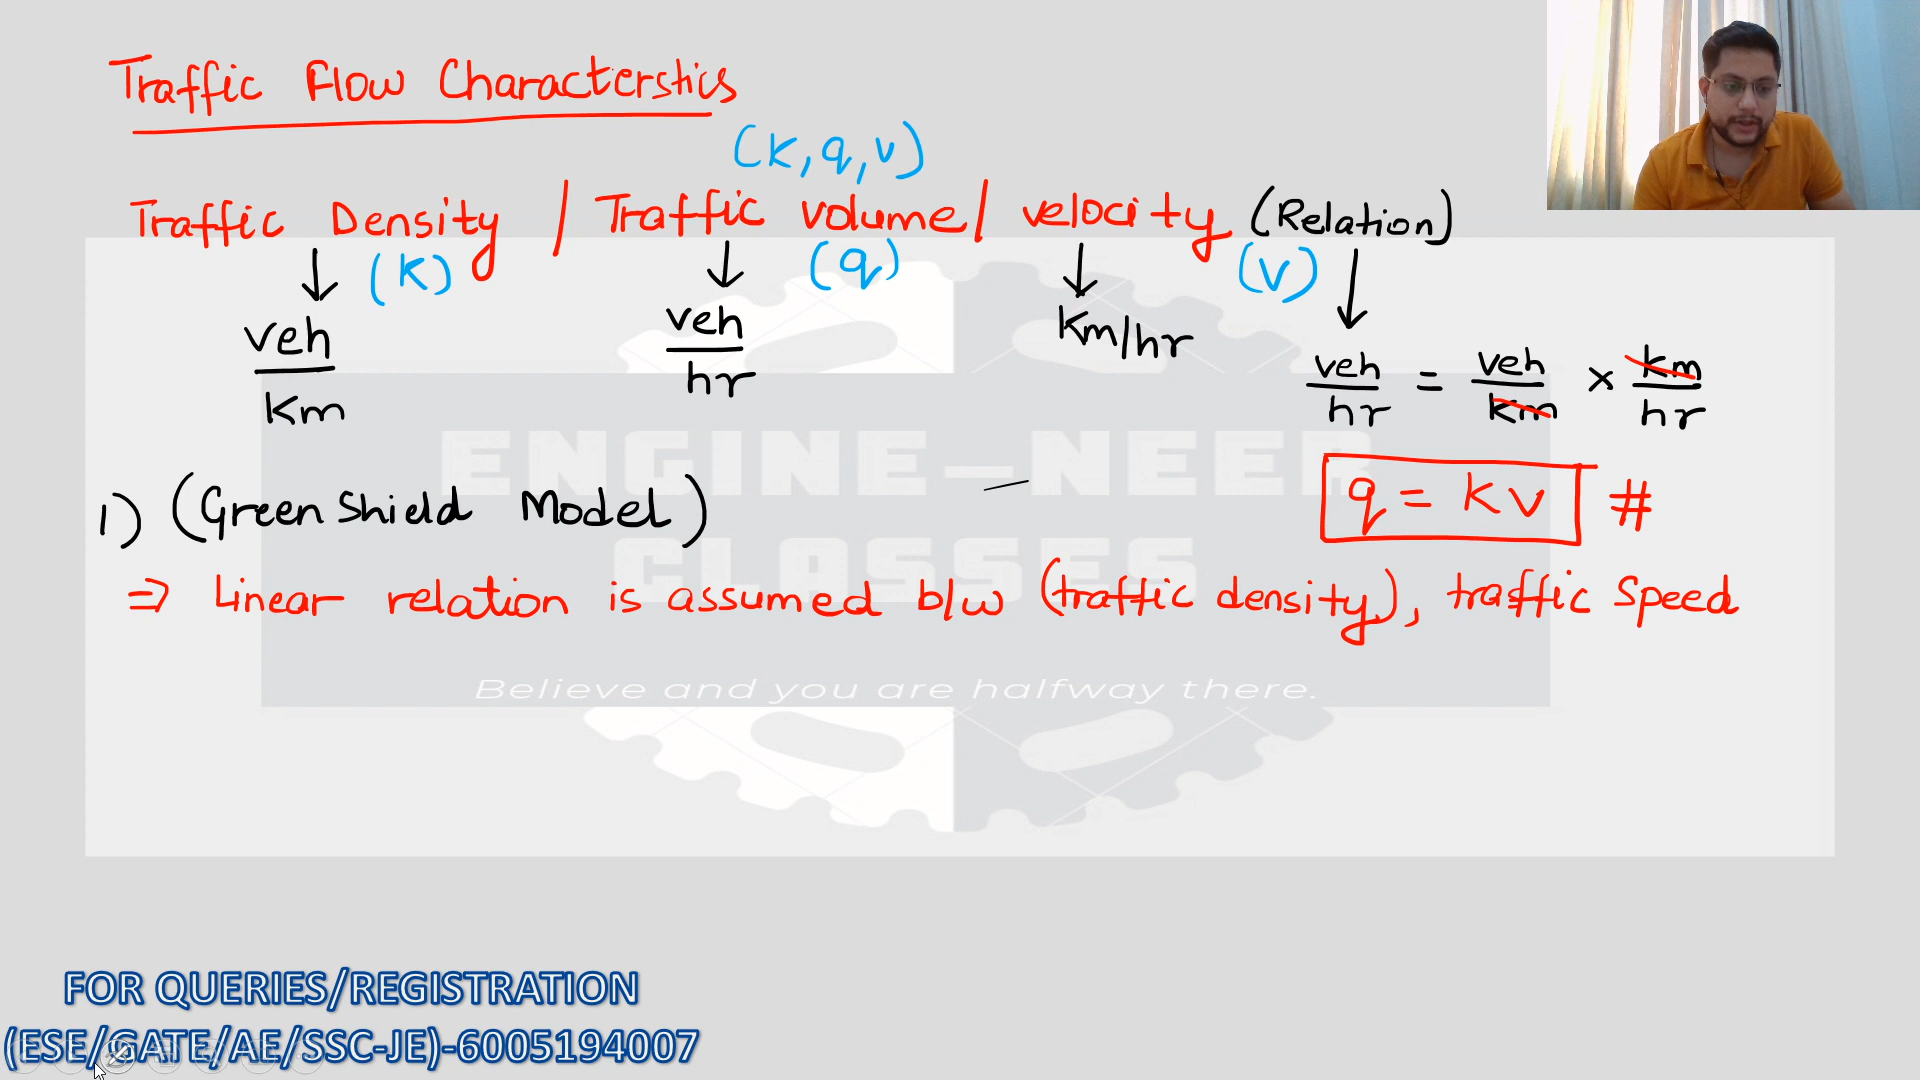 Traffic Flow Characterstics
(K, q, v)
Traffic Density / Traffic volume / velocity (Relation)
(K) (q) (V)
veh/km veh/hr Km/hr
veh/hr = veh/km × km/hr
ENGINE-NEER
CLASSES
q = KV #
1) (Green Shield Model)
⇒ Linear relation is assumed b/w (traffic density), traffic speed
Believe and you are halfway there.
FOR QUERIES/REGISTRATION
(ESE/GATE/AE/SSC-JE)-6005194007